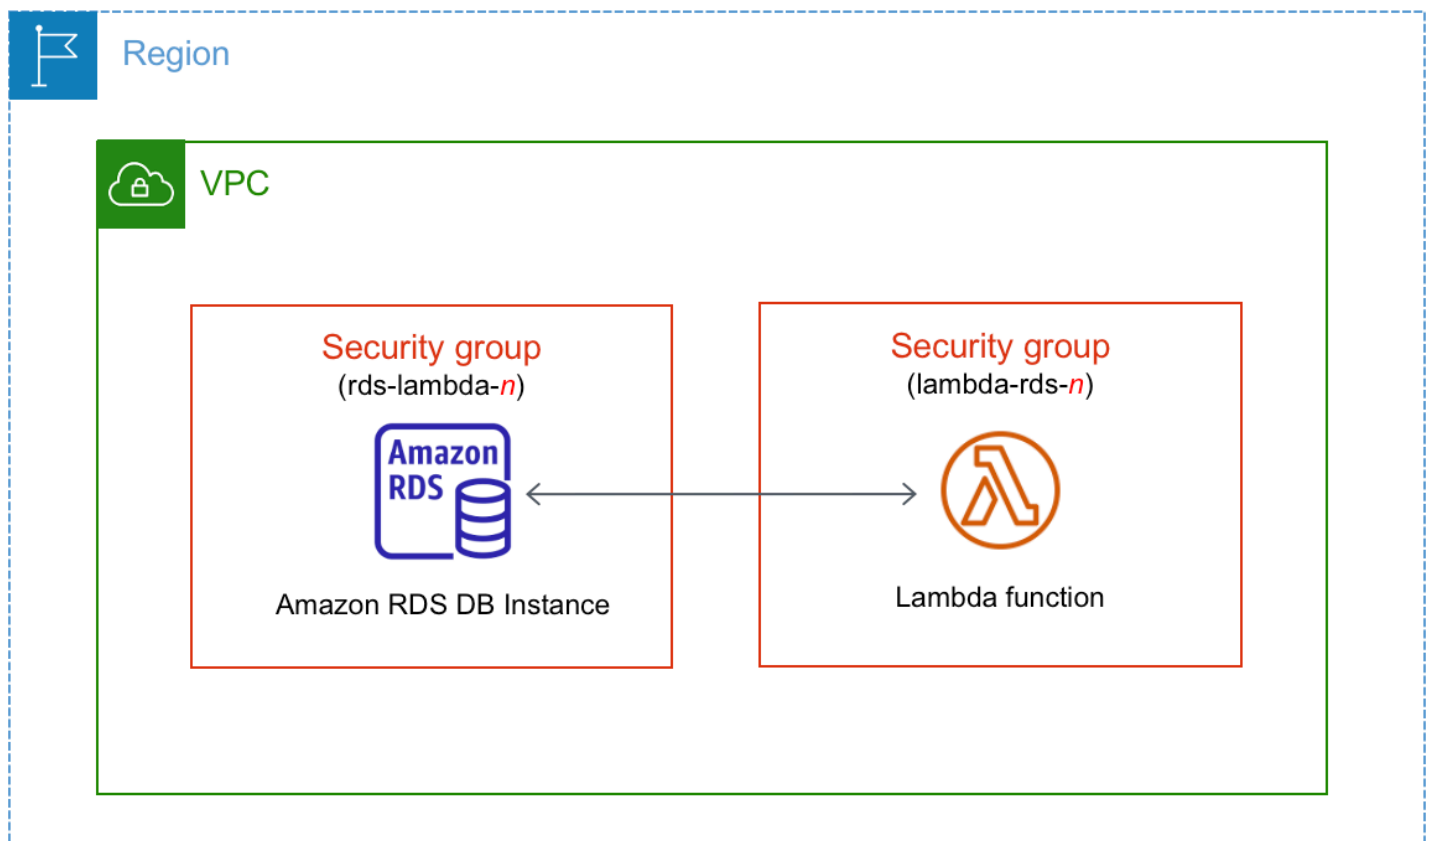 Region
VPC
Security group
(rds-lambda-n)
Amazon
RDS
Amazon RDS DB Instance
Security group
(lambda-rds-n)
Lambda function